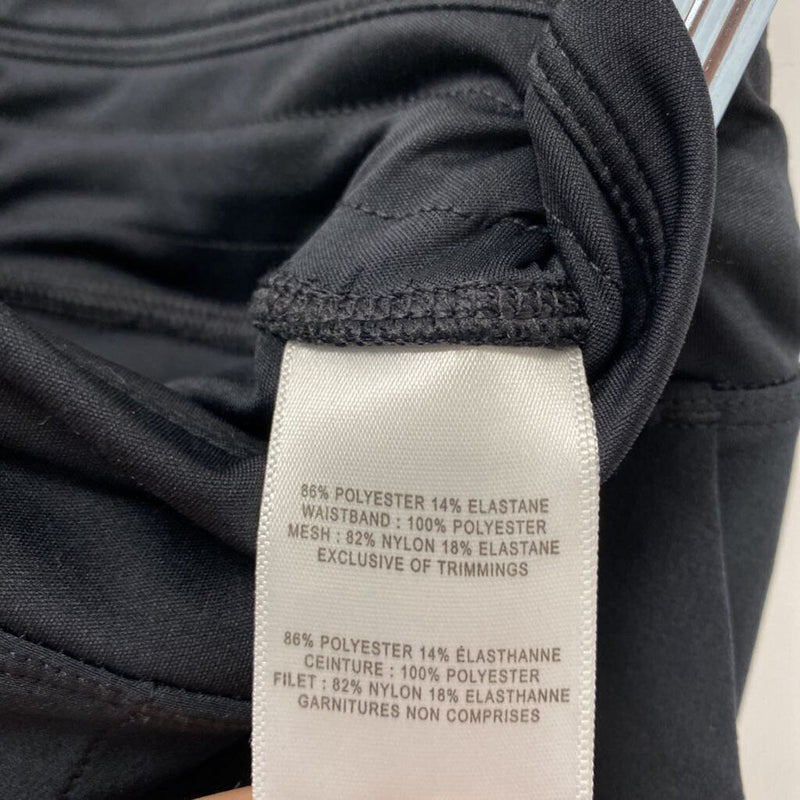 86% POLYESTER 14% ELASTANE
WAISTBAND : 100% POLYESTER
MESH : 82% NYLON 18% ELASTANE
EXCLUSIVE OF TRIMMINGS
86% POLYESTER 14% ÉLASTHANNE
CEINTURE : 100% POLYESTER
FILET : 82% NYLON 18% ELASTHANNE
GARNITURES NON COMPRISES